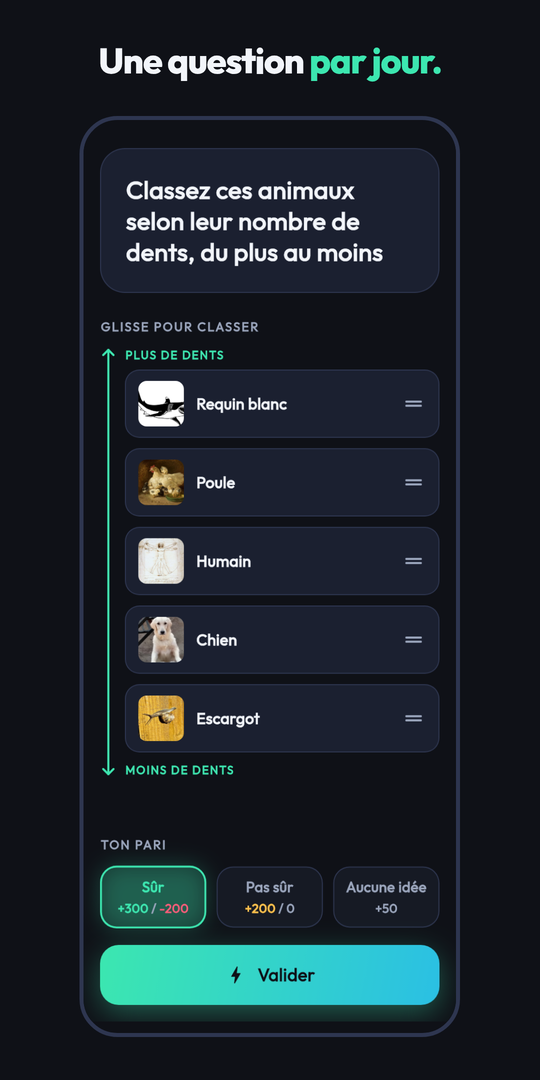 Une question par jour.
Classez ces animaux
selon leur nombre de
dents, du plus au moins
GLISSE POUR CLASSER
PLUS DE DENTS
Requin blanc
Poule
Humain
Chien
Escargot
MOINS DE DENTS
TON PARI
Sûr
+300 / -200
Pas sûr
+200 / 0
Aucune idée
+50
Valider